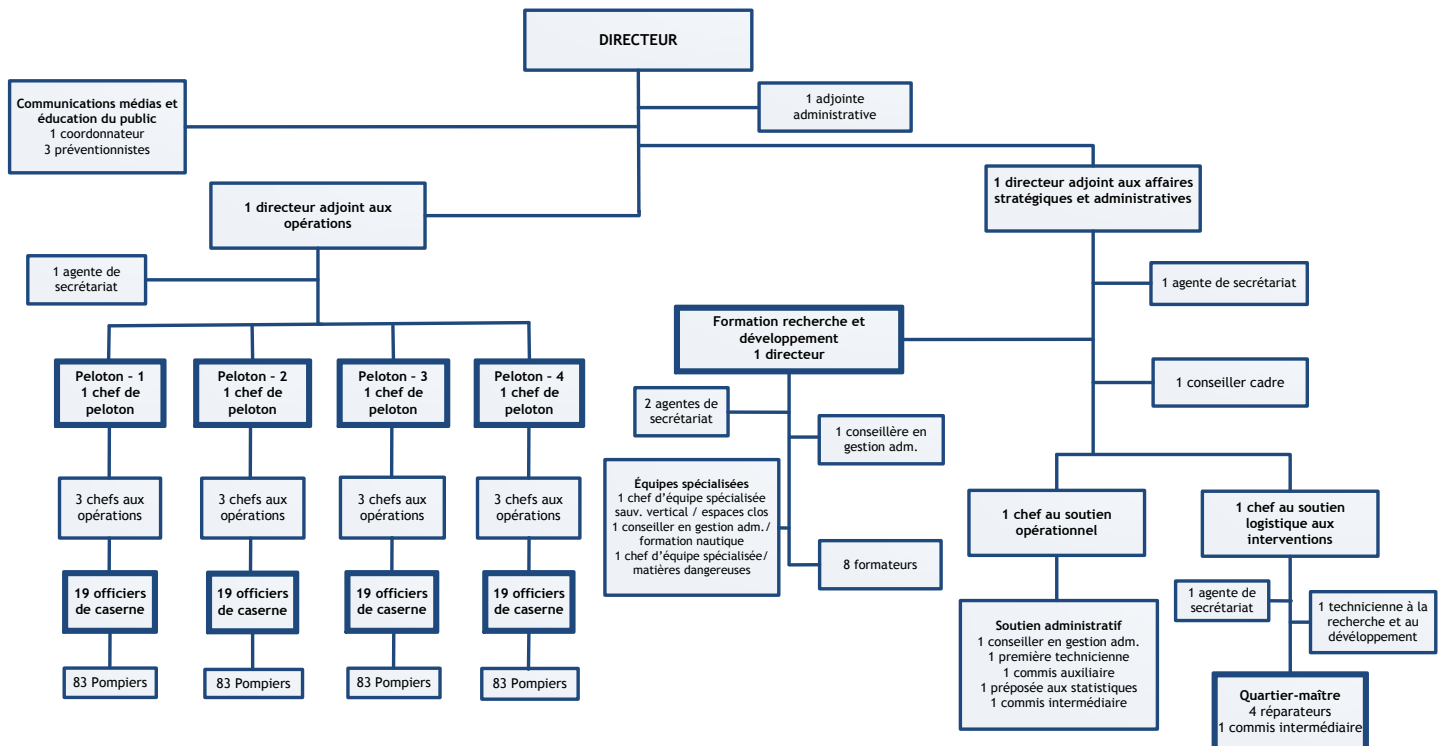 DIRECTEUR
Communications médias et
éducation du public
1 coordonnateur
3 préventionnistes
1 adjointe
administrative
1 directeur adjoint aux
opérations
1 directeur adjoint aux affaires
stratégiques et administratives
1 agente de
secrétariat
1 agente de secrétariat
Formation recherche et
développement
1 directeur
1 conseiller cadre
Peloton - 1
1 chef de
peloton
Peloton - 2
1 chef de
peloton
Peloton - 3
1 chef de
peloton
Peloton - 4
1 chef de
peloton
2 agentes de
secrétariat
1 conseillère en
gestion adm.
3 chefs aux
opérations
3 chefs aux
opérations
3 chefs aux
opérations
3 chefs aux
opérations
Équipes spécialisées
1 chef d'équipe spécialisée
sauv. vertical / espaces clos
1 conseiller en gestion adm./
formation nautique
1 chef d'équipe spécialisée/
matières dangereuses
8 formateurs
1 chef au soutien
opérationnel
1 chef au soutien
logistique aux
interventions
19 officiers
de caserne
19 officiers
de caserne
19 officiers
de caserne
19 officiers
de caserne
1 agente de
secrétariat
1 technicienne à la
recherche et au
dévéloppement
Soutien administratif
1 conseiller en gestion adm.
1 première technicienne
1 commis auxiliaire
1 préposée aux statistiques
1 commis intermédiaire
83 Pompiers
83 Pompiers
83 Pompiers
83 Pompiers
Quartier-maître
4 réparateurs
1 commis intermédiaire